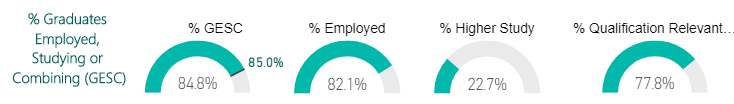 % Graduates
Employed,
Studying or
Combining (GESC)
% GESC
85.0%
84.8%
% Employed
82.1%
% Higher Study
22.7%
% Qualification Relevant…
77.8%